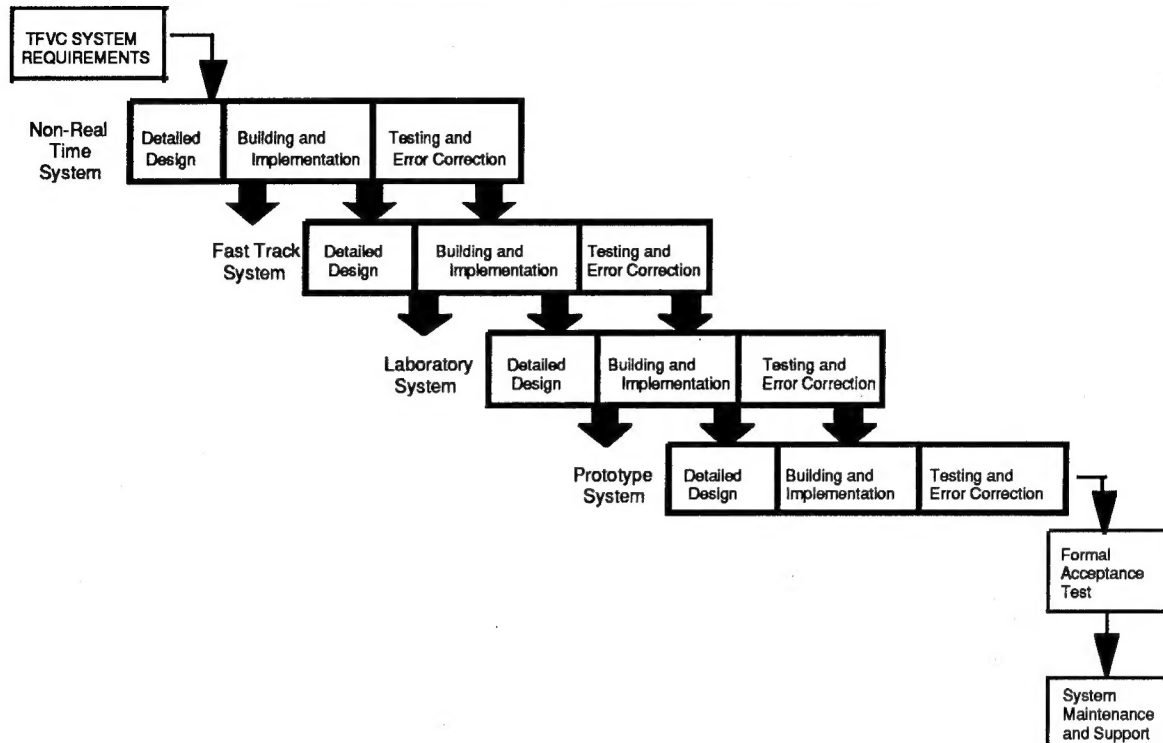 TFVC SYSTEM
REQUIREMENTS
Non-Real
Time
System
Detailed
Design
Building and
Implementation
Testing and
Error Correction
Fast Track
System
Detailed
Design
Building and
Implementation
Testing and
Error Correction
Laboratory
System
Detailed
Design
Building and
Implementation
Testing and
Error Correction
Prototype
System
Detailed
Design
Building and
Implementation
Testing and
Error Correction
Formal
Acceptance
Test
System
Maintenance
and Support